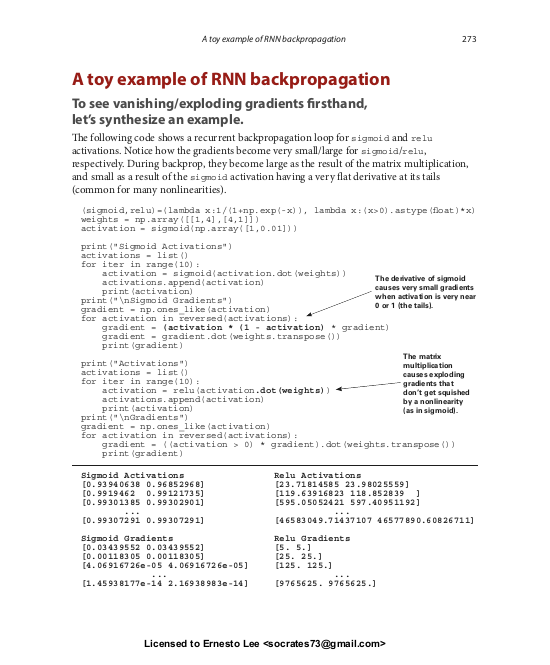 A toy example of RNN backpropagation 273
A toy example of RNN backpropagation
To see vanishing/exploding gradients firsthand,
let's synthesize an example.
The following code shows a recurrent backpropagation loop for sigmoid and relu
activations. Notice how the gradients become very small/large for sigmoid/relu,
respectively. During backprop, they become large as the result of the matrix multiplication,
and small as a result of the sigmoid activation having a very flat derivative at its tails
(common for many nonlinearities).
(sigmoid,relu)=(lambda x:1/(1+np.exp(-x)), lambda x:(x>0).astype(float)*x)
weights = np.array([[1,4],[4,1]])
activation = sigmoid(np.array([1,0.01]))
print("Sigmoid Activations")
activations = list()
for iter in range(10):
    activation = sigmoid(activation.dot(weights))
    activations.append(activation)
    print(activation)
print("\nSigmoid Gradients")
gradient = np.ones_like(activation)
for activation in reversed(activations):
    gradient = (activation * (1 - activation) * gradient)
    gradient = gradient.dot(weights.transpose())
    print(gradient)
The derivative of sigmoid
causes very small gradients
when activation is very near
0 or 1 (the tails).
print("Activations")
activations = list()
for iter in range(10):
    activation = relu(activation.dot(weights))
    activations.append(activation)
    print(activation)
print("\nGradients")
gradient = np.ones_like(activation)
for activation in reversed(activations):
    gradient = ((activation > 0) * gradient).dot(weights.transpose())
    print(gradient)
The matrix
multiplication
causes exploding
gradients that
don't get squished
by a nonlinearity
(as in sigmoid).
Sigmoid Activations
[0.93940638 0.96852968]
[0.9919462 0.99121735]
[0.99301385 0.99302901]
...
[0.99307291 0.99307291]
Sigmoid Gradients
[0.03439552 0.03439552]
[0.00118305 0.00118305]
[4.06916726e-05 4.06916726e-05]
...
[1.45938177e-14 2.16938983e-14]
Relu Activations
[23.71814585 23.98025559]
[119.63916823 118.852839 ]
[595.05052421 597.40951192]
...
[46583049.71437107 46577890.60826711]
Relu Gradients
[5. 5.]
[25. 25.]
[125. 125.]
...
[9765625. 9765625.]
Licensed to Ernesto Lee <socrates73@gmail.com>